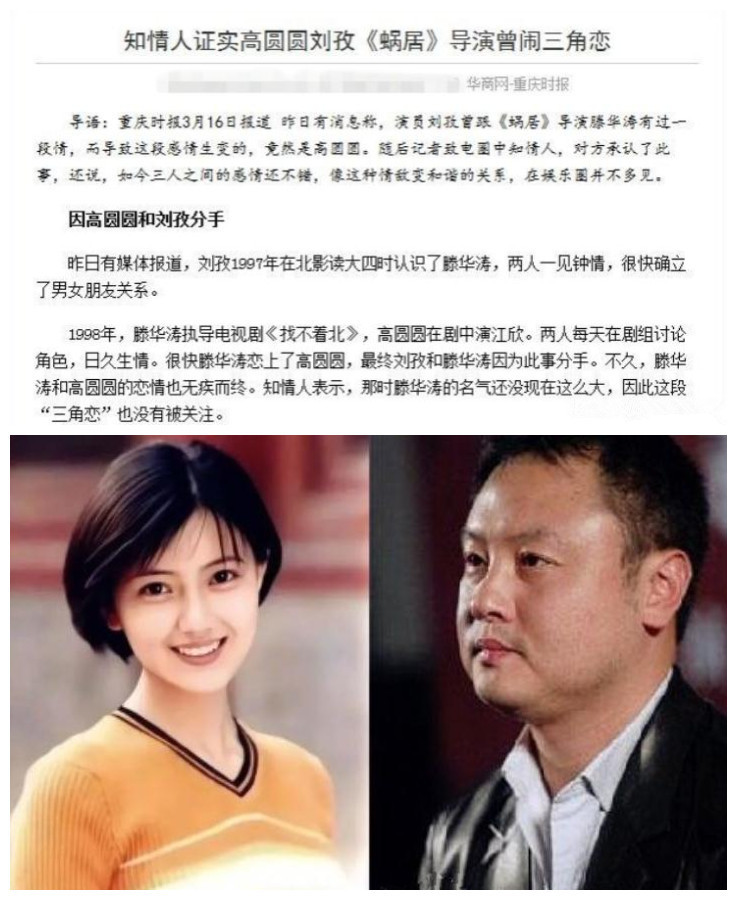 知情人证实高圆圆刘孜《蜗居》导演曾闹三角恋
华商网-重庆时报
导语：重庆时报3月16日报道 昨日有消息称，演员刘孜曾跟《蜗居》导演滕华涛有过一
段情，而导致这段感情生变的，竟然是高圆圆。随后记者致电圈中知情人，对方承认了此
事，还说，如今三人之间的感情还不错，像这种情敌变和谐的关系，在娱乐圈并不多见。
因高圆圆和刘孜分手
昨日有媒体报道，刘孜1997年在北影读大四时认识了滕华涛，两人一见钟情，很快确立
了男女朋友关系。
1998年，滕华涛执导电视剧《找不着北》，高圆圆在剧中演江欣。两人每天在剧组讨论
角色，日久生情。很快滕华涛恋上了高圆圆，最终刘孜和滕华涛因为此事分手。不久，滕华
涛和高圆圆的恋情也无疾而终。知情人表示，那时滕华涛的名气还没现在这么大，因此这段
“三角恋”也没有被关注。